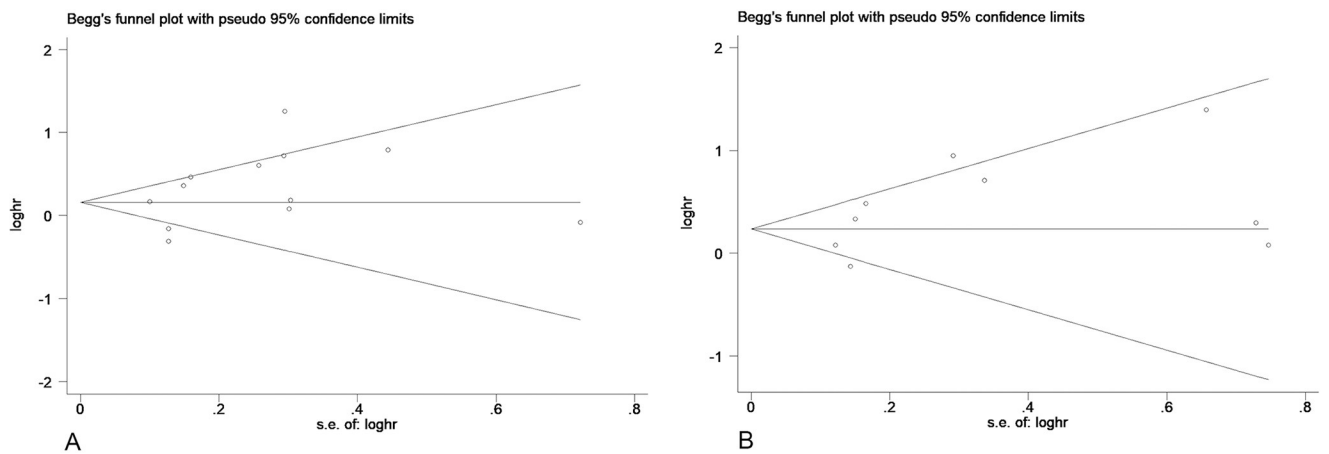 Begg's funnel plot with pseudo 95% confidence limits
2
1
0
-1
-2
loghr
0
.2
.4
.6
.8
s.e. of: loghr
A
Begg's funnel plot with pseudo 95% confidence limits
2
1
0
-1
loghr
0
.2
.4
.6
.8
s.e. of: loghr
B